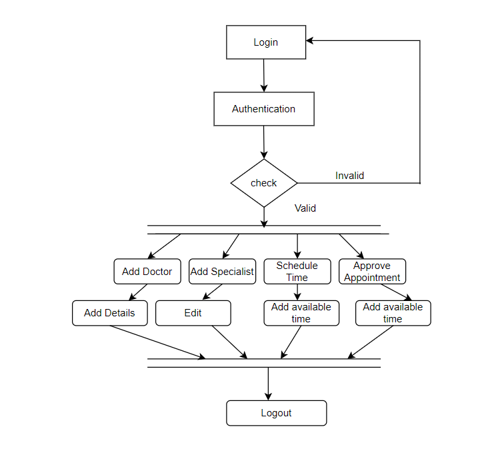 Login
Authentication
check
Invalid
Valid
Add Doctor
Add Specialist
Schedule
Time
Approve
Appointment
Add Details
Edit
Add available
time
Add available
time
Logout